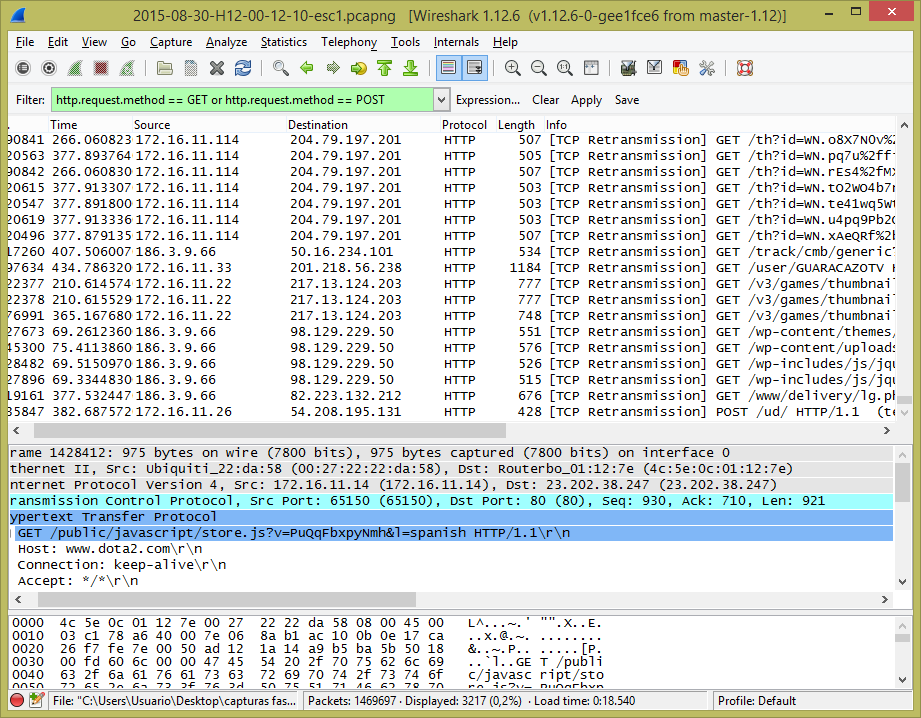 2015-08-30-H12-00-12-10-esc1.pcapng [Wireshark 1.12.6 (v1.12.6-0-gee1fce6 from master-1.12)]
File Edit View Go Capture Analyze Statistics Telephony Tools Internals Help
Filter: http.request.method == GET or http.request.method == POST Expression... Clear Apply Save
. Time Source Destination Protocol Length Info
90841 266.060823 172.16.11.114 204.79.197.201 HTTP 507 [TCP Retransmission] GET /th?id=WN.o8X7N0v%
20563 377.893764 172.16.11.114 204.79.197.201 HTTP 505 [TCP Retransmission] GET /th?id=WN.pq7u%2ff
90842 266.060830 172.16.11.114 204.79.197.201 HTTP 507 [TCP Retransmission] GET /th?id=WN.rEs4%2fM
20615 377.913307 172.16.11.114 204.79.197.201 HTTP 503 [TCP Retransmission] GET /th?id=WN.tO2WO4b7
20547 377.891800 172.16.11.114 204.79.197.201 HTTP 503 [TCP Retransmission] GET /th?id=WN.te41wq5W
20619 377.913336 172.16.11.114 204.79.197.201 HTTP 503 [TCP Retransmission] GET /th?id=WN.u4pq9Pb2
20496 377.879135 172.16.11.114 204.79.197.201 HTTP 507 [TCP Retransmission] GET /th?id=WN.xAeQRf%2
17260 407.506007 186.3.9.66 50.16.234.101 HTTP 534 [TCP Retransmission] GET /track/cmb/generic?
97634 434.786320 172.16.11.33 201.218.56.238 HTTP 1184 [TCP Retransmission] GET /user/GUARACAZOTV H
22377 210.614574 172.16.11.22 217.13.124.203 HTTP 777 [TCP Retransmission] GET /v3/games/thumbnail
22378 210.615529 172.16.11.22 217.13.124.203 HTTP 777 [TCP Retransmission] GET /v3/games/thumbnail
76991 365.167680 172.16.11.22 217.13.124.203 HTTP 748 [TCP Retransmission] GET /v3/games/thumbnail
27673 69.2612360 186.3.9.66 98.129.229.50 HTTP 551 [TCP Retransmission] GET /wp-content/themes/
45300 75.4113860 186.3.9.66 98.129.229.50 HTTP 576 [TCP Retransmission] GET /wp-content/uploads
28482 69.5150970 186.3.9.66 98.129.229.50 HTTP 526 [TCP Retransmission] GET /wp-includes/js/jqu
27896 69.3344830 186.3.9.66 98.129.229.50 HTTP 515 [TCP Retransmission] GET /wp-includes/js/jqu
19161 377.532447 186.3.9.66 82.223.132.212 HTTP 676 [TCP Retransmission] GET /www/delivery/lg.ph
35847 382.687572 172.16.11.26 54.208.195.131 HTTP 428 [TCP Retransmission] POST /ud/ HTTP/1.1 (te
rame 1428412: 975 bytes on wire (7800 bits), 975 bytes captured (7800 bits) on interface 0
thernet II, Src: Ubiquiti_22:da:58 (00:27:22:22:da:58), Dst: Routerbo_01:12:7e (4c:5e:0c:01:12:7e)
nternet Protocol Version 4, Src: 172.16.11.14 (172.16.11.14), Dst: 23.202.38.247 (23.202.38.247)
ransmission Control Protocol, Src Port: 65150 (65150), Dst Port: 80 (80), Seq: 930, Ack: 710, Len: 921
ypertext Transfer Protocol
GET /public/javascript/store.js?v=PuQqFbxpyNmh&l=spanish HTTP/1.1\r\n
Host: www.dota2.com\r\n
Connection: keep-alive\r\n
Accept: */*\r\n
0000 4c 5e 0c 01 12 7e 00 27 22 22 da 58 08 00 45 00 L^...~.' "".X..E.
0010 03 c1 78 a6 40 00 7e 06 8a b1 ac 10 0b 0e 17 ca ..x.@.~. ........
0020 26 f7 fe 7e 00 50 ad 12 1a 14 a9 b5 ba 5b 50 18 &..~.P.. .....[P.
0030 00 fd 60 6c 00 00 47 45 54 20 2f 70 75 62 6c 69 ..`l..GE T /publi
0040 63 2f 6a 61 76 61 73 63 72 69 70 74 2f 73 74 6f c/javasc ript/sto
0050 72 65 2e 6a 73 3f 76 3d 50 75 51 71 46 62 78 70 re.js?v= PuQqFbxp
File: "C:\Users\Usuario\Desktop\capturas fas... Packets: 1469697 · Displayed: 3217 (0,2%) · Load time: 0:18.540 Profile: Default